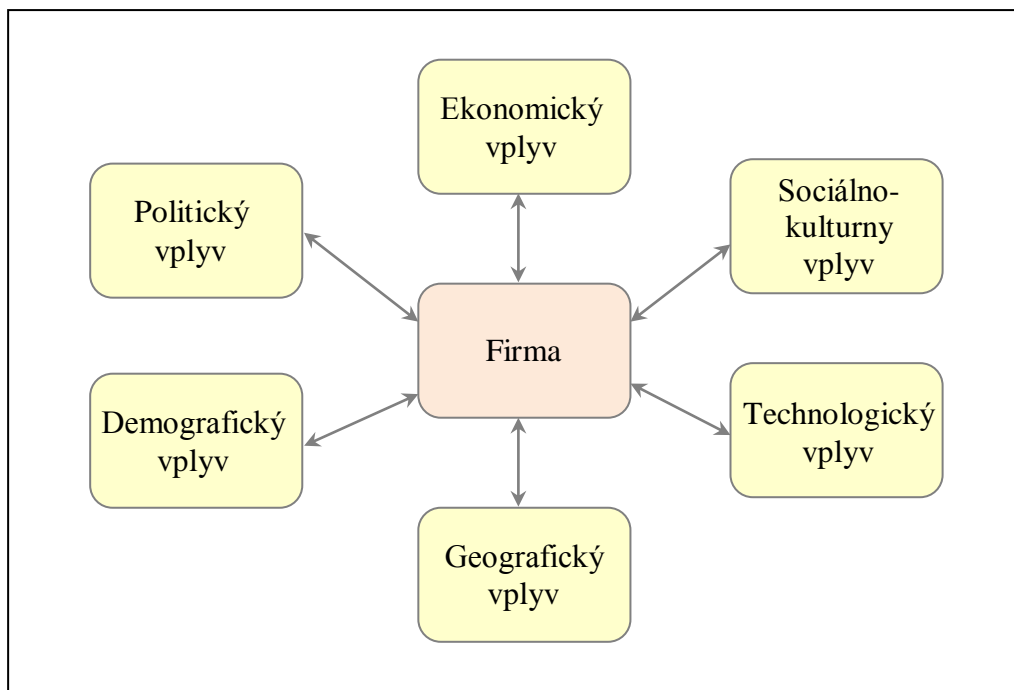 Ekonomický
vplyv
Politický
vplyv
Sociálno-
kulturny
vplyv
Firma
Demografický
vplyv
Technologický
vplyv
Geografický
vplyv